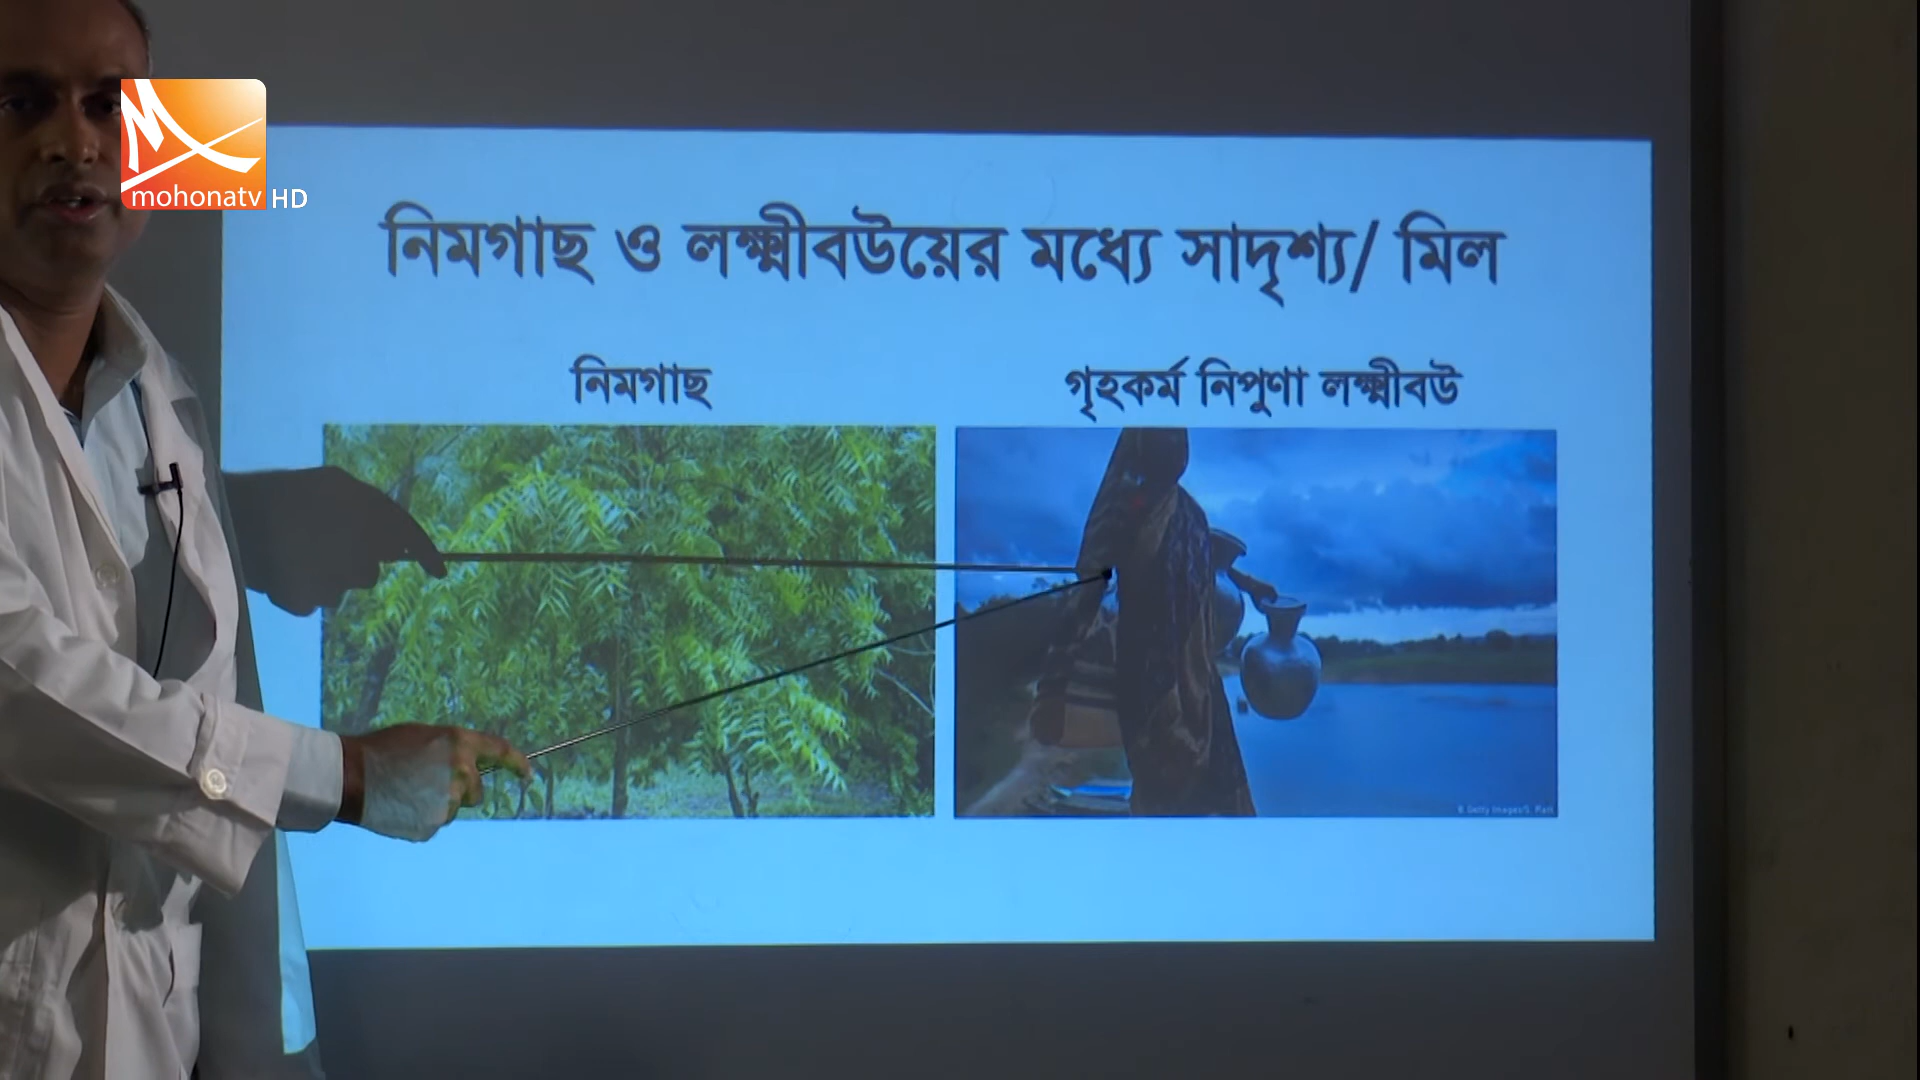 mohonatv HD
নিমগাছ ও লক্ষ্মীবউয়ের মধ্যে সাদৃশ্য/ মিল
নিমগাছ
গৃহকর্ম নিপুণা লক্ষ্মীবউ